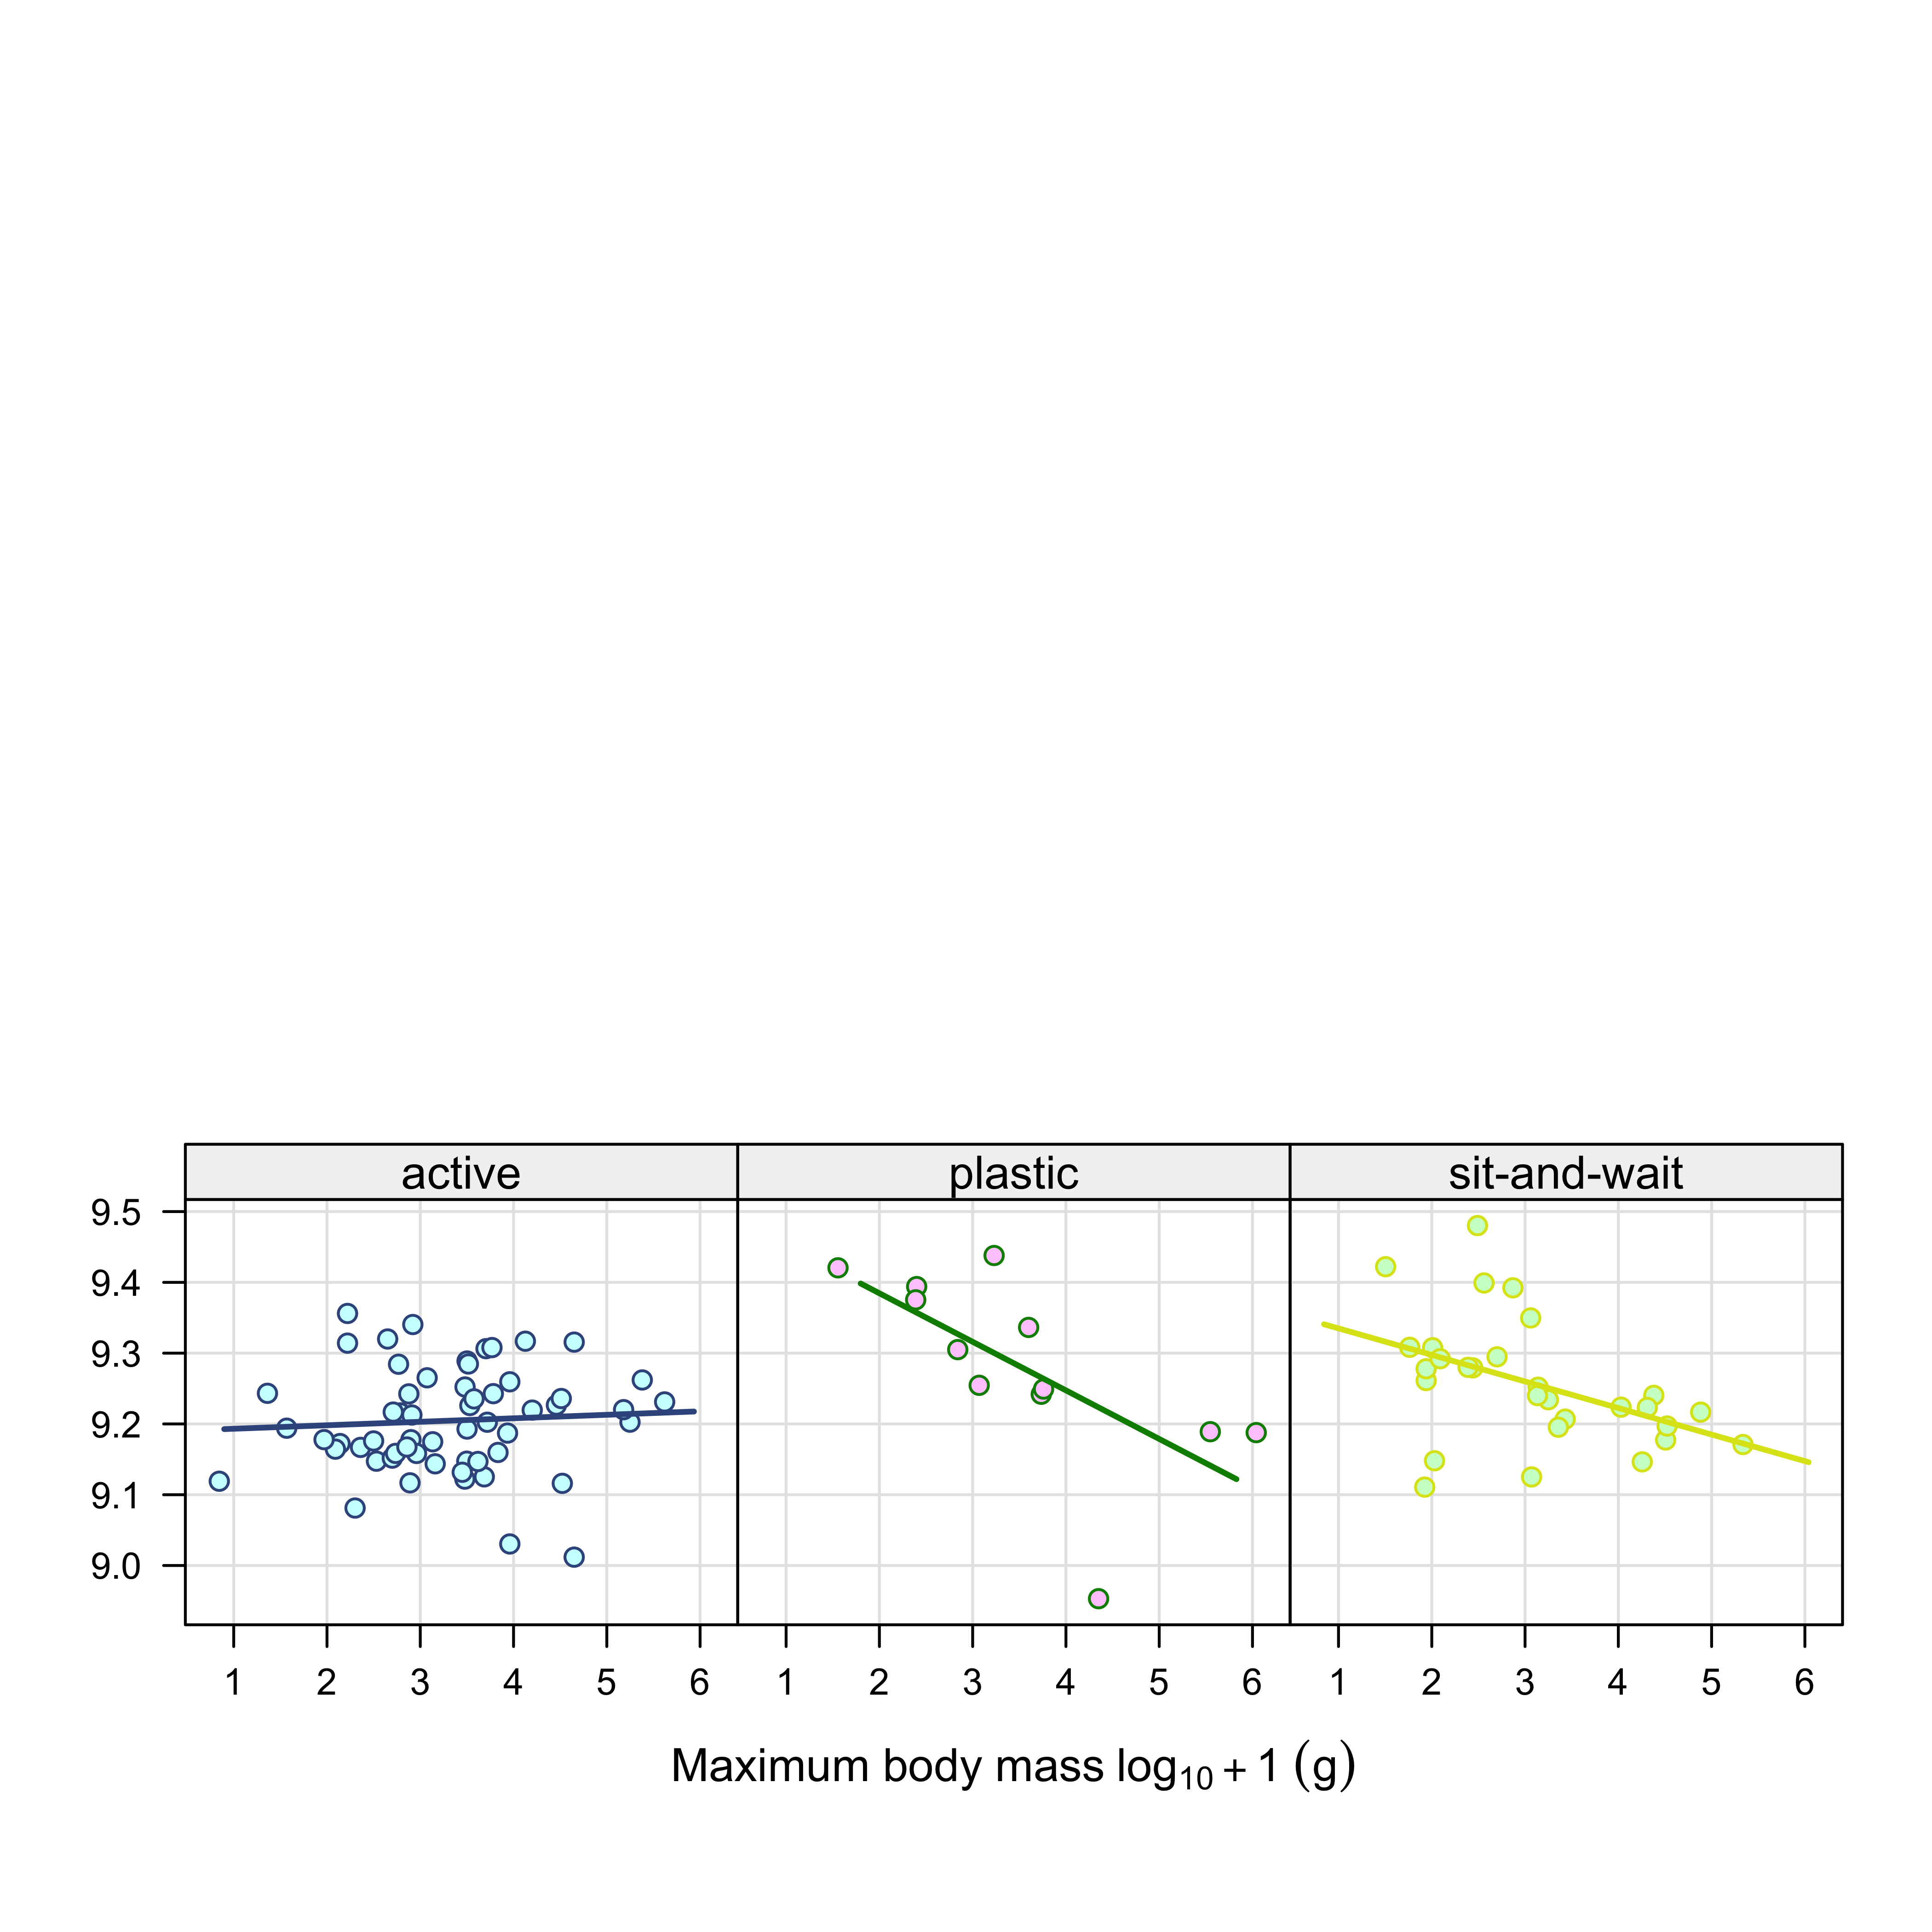 active plastic sit-and-wait
9.5
9.4
9.3
9.2
9.1
9.0
1 2 3 4 5 6 1 2 3 4 5 6 1 2 3 4 5 6
Maximum body mass log₁₀ + 1 (g)